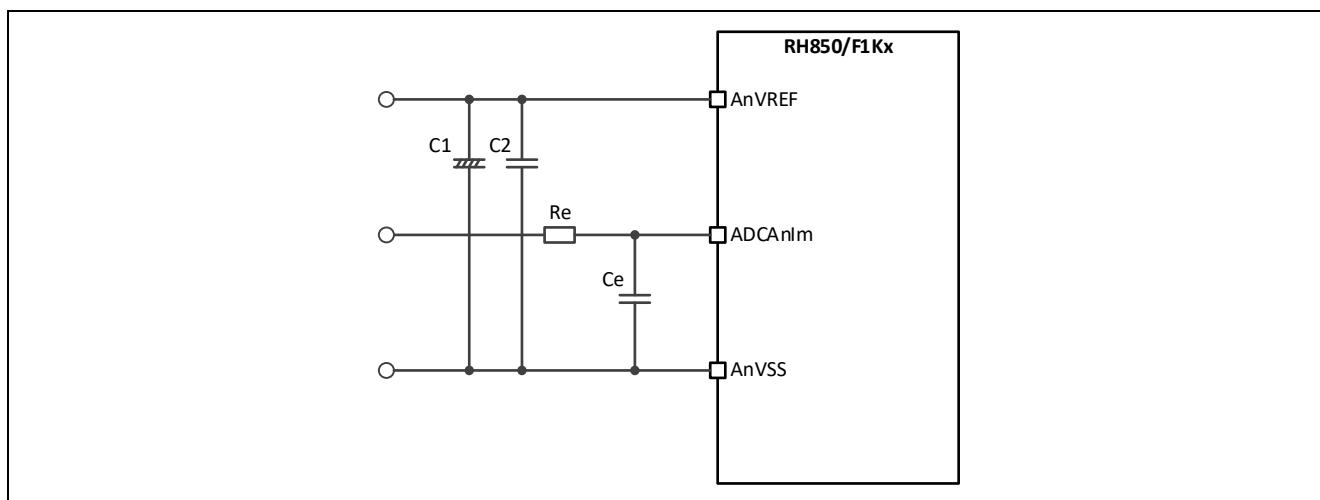 RH850/F1Kx
AnVREF
C1
C2
Re
ADCAnIm
Ce
AnVSS